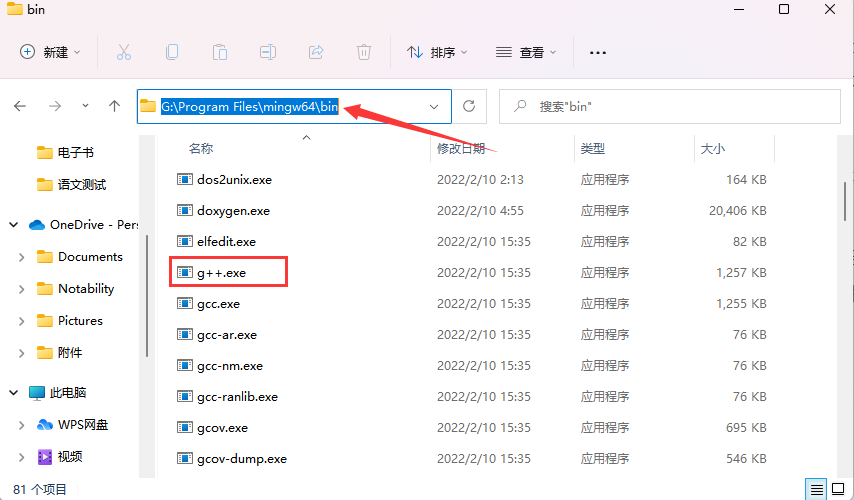 bin
新建
排序
查看
G:\Program Files\mingw64\bin
搜索"bin"
名称 修改日期 类型 大小
电子书
语文测试
OneDrive - Pers
Documents
Notability
Pictures
附件
此电脑
WPS网盘
视频
dos2unix.exe 2022/2/10 2:13 应用程序 164 KB
doxygen.exe 2022/2/10 4:55 应用程序 20,406 KB
elfedit.exe 2022/2/10 15:35 应用程序 82 KB
g++.exe 2022/2/10 15:35 应用程序 1,257 KB
gcc.exe 2022/2/10 15:35 应用程序 1,255 KB
gcc-ar.exe 2022/2/10 15:35 应用程序 76 KB
gcc-nm.exe 2022/2/10 15:35 应用程序 76 KB
gcc-ranlib.exe 2022/2/10 15:35 应用程序 76 KB
gcov.exe 2022/2/10 15:35 应用程序 695 KB
gcov-dump.exe 2022/2/10 15:35 应用程序 546 KB
81 个项目